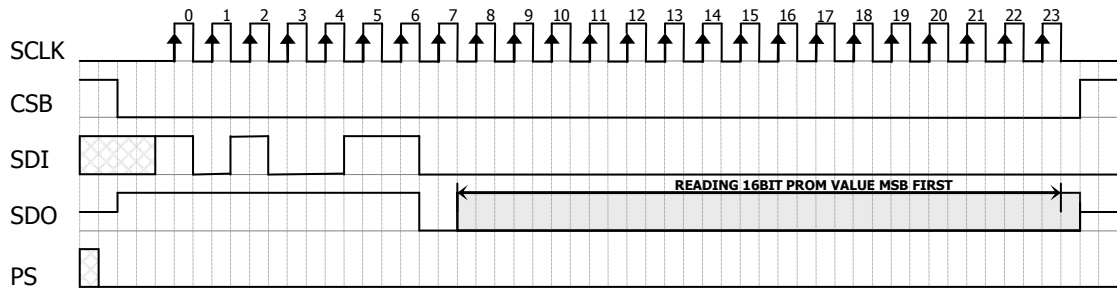 0 1 2 3 4 5 6 7 8 9 10 11 12 13 14 15 16 17 18 19 20 21 22 23
SCLK
CSB
SDI
READING 16BIT PROM VALUE MSB FIRST
SDO
PS